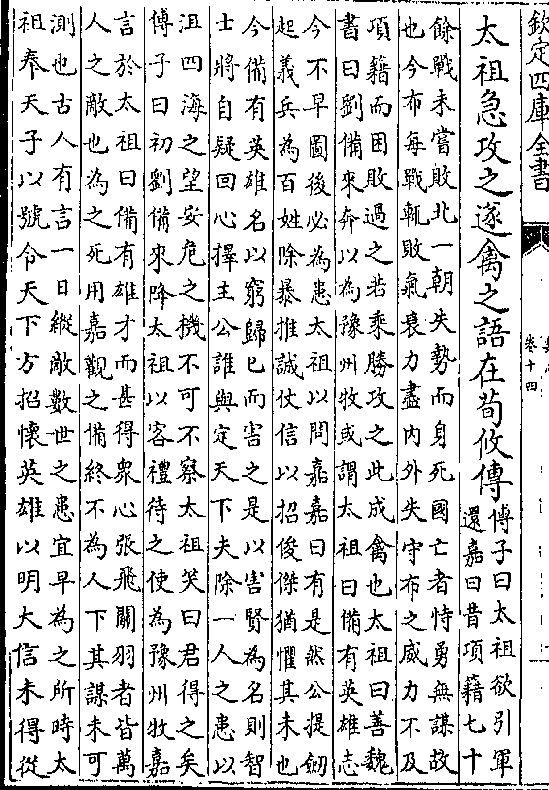 欽定四庫全書
卷十四
太祖急攻之遂禽之語在荀攸傳
傅子曰太祖欲引軍
還嘉曰昔項籍七十
餘戰未嘗敗北一朝失勢而身死國亡者恃勇無謀故
也今布每戰輒敗氣衰力盡內外失守布之威力不及
項籍而困敗過之若乘勝攻之此成禽也太祖曰善魏
書曰劉備來奔以為豫州牧或謂太祖曰備有英雄志
今不早圖後必為患太祖以問嘉嘉曰有是然公提劒
起義兵為百姓除暴推誠仗信以招俊傑猶懼其未也
今備有英雄名以窮歸已而害之是以害賢為名則智
士將自疑回心擇主公誰與定天下夫除一人之患以
沮四海之望安危之機不可不察太祖笑曰君得之矣
傅子曰初劉備來降太祖以客禮待之使為豫州牧嘉
言於太祖曰備有雄才而甚得衆心張飛關羽者皆萬
人之敵也為之死用嘉觀之備終不為人下其謀未可
測也古人有言一日縱敵數世之患宜早為之所時太
祖奉天子以號令天下方招懷英雄以明大信未得從